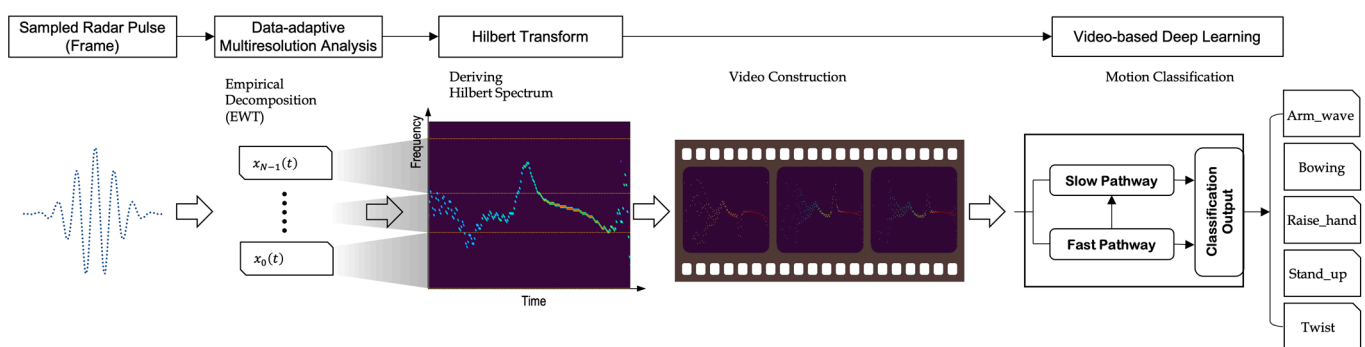 Sampled Radar Pulse
(Frame)
Data-adaptive
Multiresolution Analysis
Hilbert Transform
Video-based Deep Learning
Empirical
Decomposition
(EWT)
Deriving
Hilbert Spectrum
Video Construction
Motion Classification
x_{N−1}(t)
x_0(t)
Frequency
Time
Slow Pathway
Fast Pathway
Classification
Output
Arm_wave
Bowing
Raise_hand
Stand_up
Twist